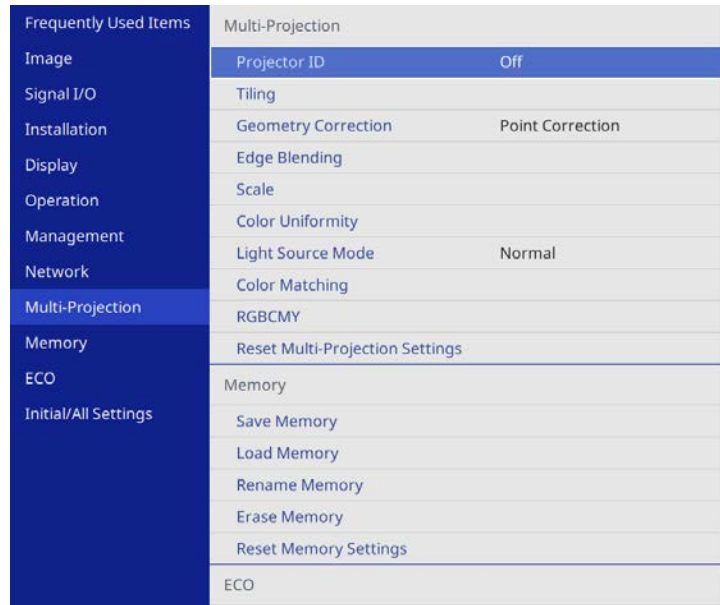 Frequently Used Items
Image
Signal I/O
Installation
Display
Operation
Management
Network
Multi-Projection
Memory
ECO
Initial/All Settings
Multi-Projection
Projector ID Off
Tiling
Geometry Correction Point Correction
Edge Blending
Scale
Color Uniformity
Light Source Mode Normal
Color Matching
RGBCMY
Reset Multi-Projection Settings
Memory
Save Memory
Load Memory
Rename Memory
Erase Memory
Reset Memory Settings
ECO